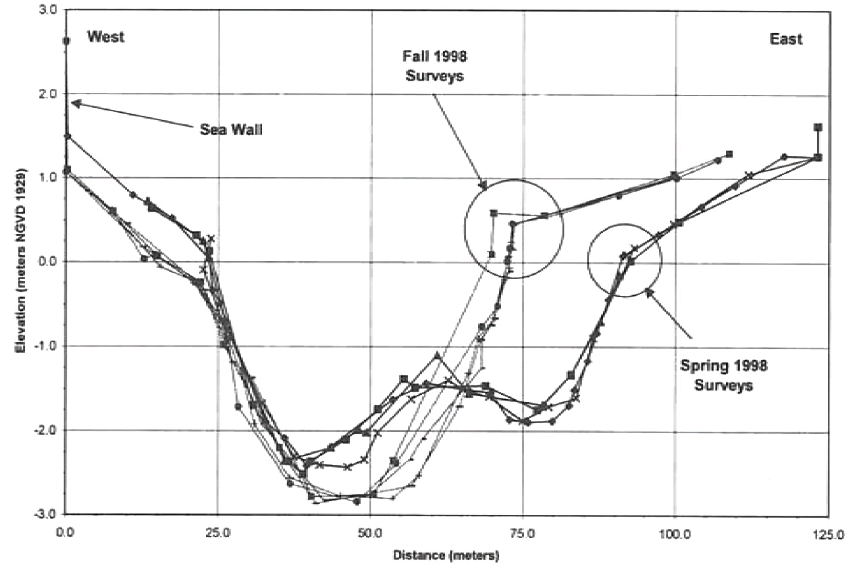 3.0
West
East
Fall 1998
Surveys
2.0
Sea Wall
1.0
0.0
-1.0
Spring 1998
Surveys
-2.0
-3.0
0.0
25.0
50.0
75.0
100.0
125.0
Elevation (meters NGVD 1929)
Distance (meters)